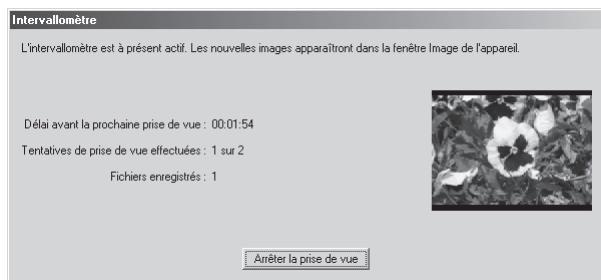 Intervallomètre
L'intervallomètre est à présent actif. Les nouvelles images apparaîtront dans la fenêtre Image de l'appareil.
Délai avant la prochaine prise de vue : 00:01:54
Tentatives de prise de vue effectuées : 1 sur 2
Fichiers enregistrés : 1
Arrêter la prise de vue